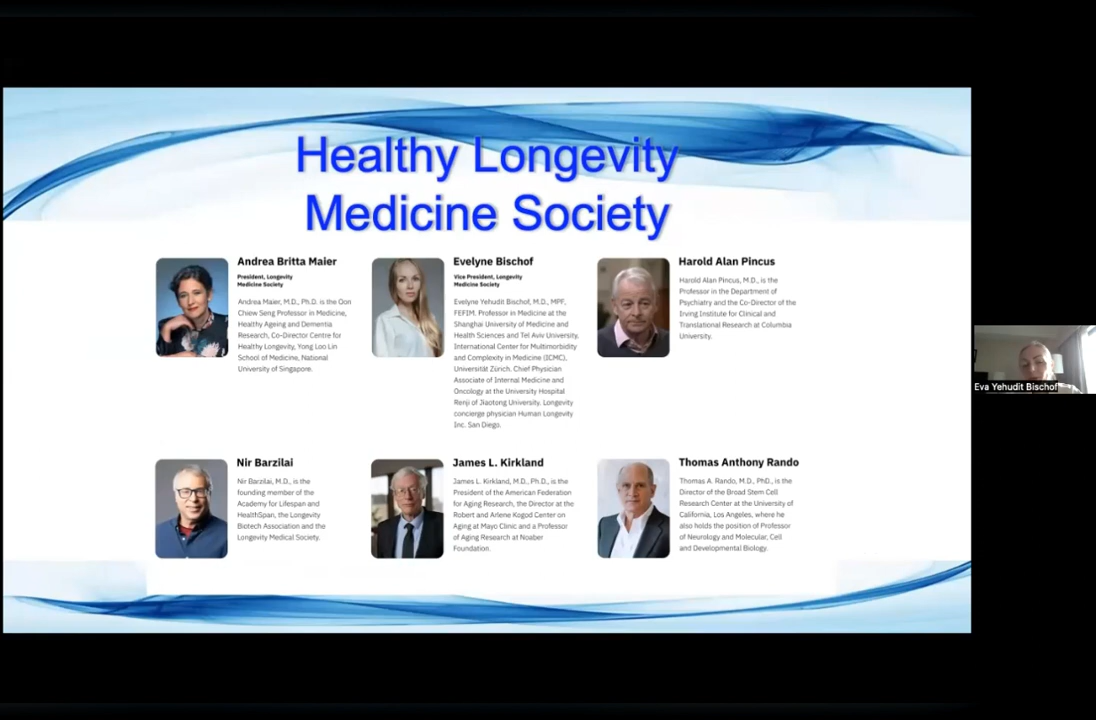 Healthy Longevity
Medicine Society
Andrea Britta Maier
President, Longevity
Medicine Society
Andrea Maier, M.D., Ph.D. is the Oon
Chiew Seng Professor in Medicine,
Healthy Ageing and Dementia
Research, Co-Director Centre for
Healthy Longevity, Yong Loo Lin
School of Medicine, National
University of Singapore.
Evelyne Bischof
Vice President, Longevity
Medicine Society
Evelyne Yehudit Bischof, M.D., MPF,
FEFIM. Professor in Medicine at the
Shanghai University of Medicine and
Health Sciences and Tel Aviv University,
International Center for Multimorbidity
and Complexity in Medicine (ICMC),
Universität Zürich. Chief Physician
Associate of Internal Medicine and
Oncology at the University Hospital
Renji of Jiaotong University. Longevity
concierge physician Human Longevity
Inc. San Diego.
Harold Alan Pincus
Harold Alan Pincus, M.D., is the
Professor in the Department of
Psychiatry and the Co-Director of the
Irving Institute for Clinical and
Translational Research at Columbia
University.
Nir Barzilai
Nir Barzilai, M.D., is the
founding member of the
Academy for Lifespan and
HealthSpan, the Longevity
Biotech Association and the
Longevity Medical Society.
James L. Kirkland
James L. Kirkland, M.D., Ph.D., is the
President of the American Federation
for Aging Research, the Director at the
Robert and Arlene Kogod Center on
Aging at Mayo Clinic and a Professor
of Aging Research at Noaber
Foundation.
Thomas Anthony Rando
Thomas A. Rando, M.D., PhD., is the
Director of the Broad Stem Cell
Research Center at the University of
California, Los Angeles, where he
also holds the position of Professor
of Neurology and Molecular, Cell
and Developmental Biology.
Eva Yehudit Bischof